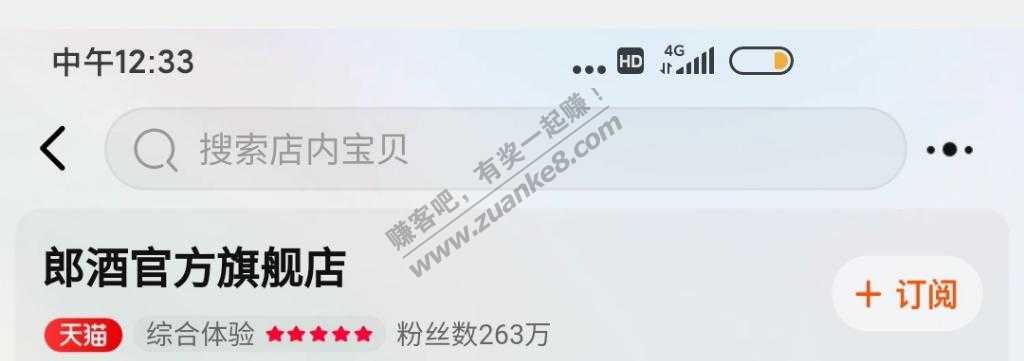 中午12:33
HD 4G
搜索店内宝贝
赚客吧，有奖一起赚！
www.zuanke8.com
郎酒官方旗舰店
+ 订阅
天猫 综合体验 ★★★★★ 粉丝数263万